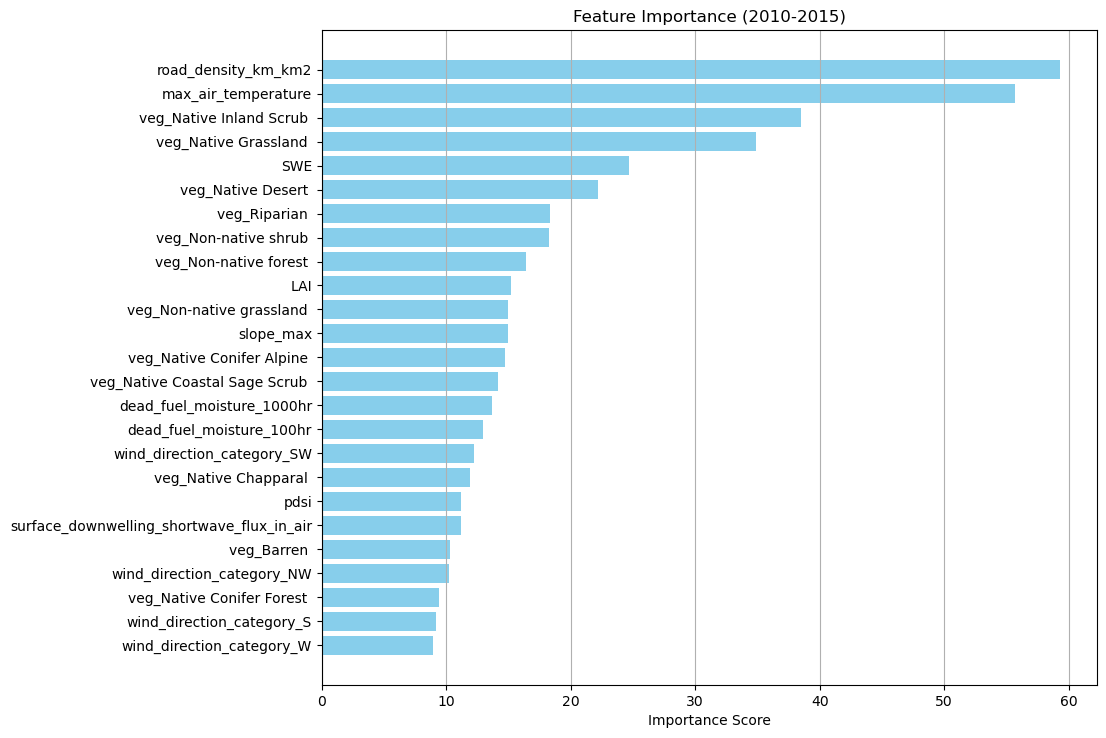 Feature Importance (2010-2015)
road_density_km_km2
max_air_temperature
veg_Native Inland Scrub
veg_Native Grassland
SWE
veg_Native Desert
veg_Riparian
veg_Non-native shrub
veg_Non-native forest
LAI
veg_Non-native grassland
slope_max
veg_Native Conifer Alpine
veg_Native Coastal Sage Scrub
dead_fuel_moisture_1000hr
dead_fuel_moisture_100hr
wind_direction_category_SW
veg_Native Chapparal
pdsi
surface_downwelling_shortwave_flux_in_air
veg_Barren
wind_direction_category_NW
veg_Native Conifer Forest
wind_direction_category_S
wind_direction_category_W
0 10 20 30 40 50 60
Importance Score